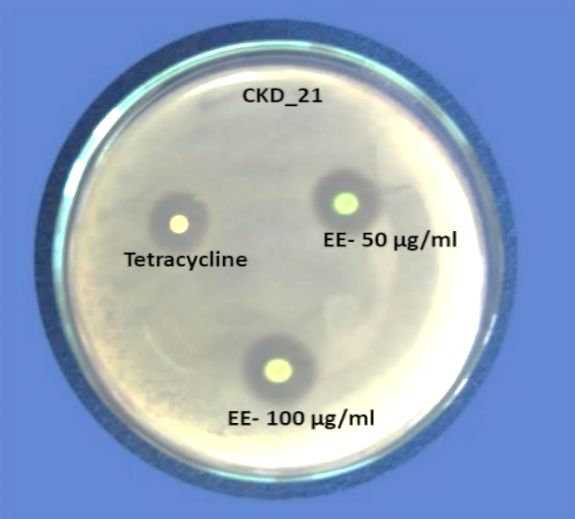 CKD_21
EE- 50 µg/ml
Tetracycline
EE- 100 µg/ml